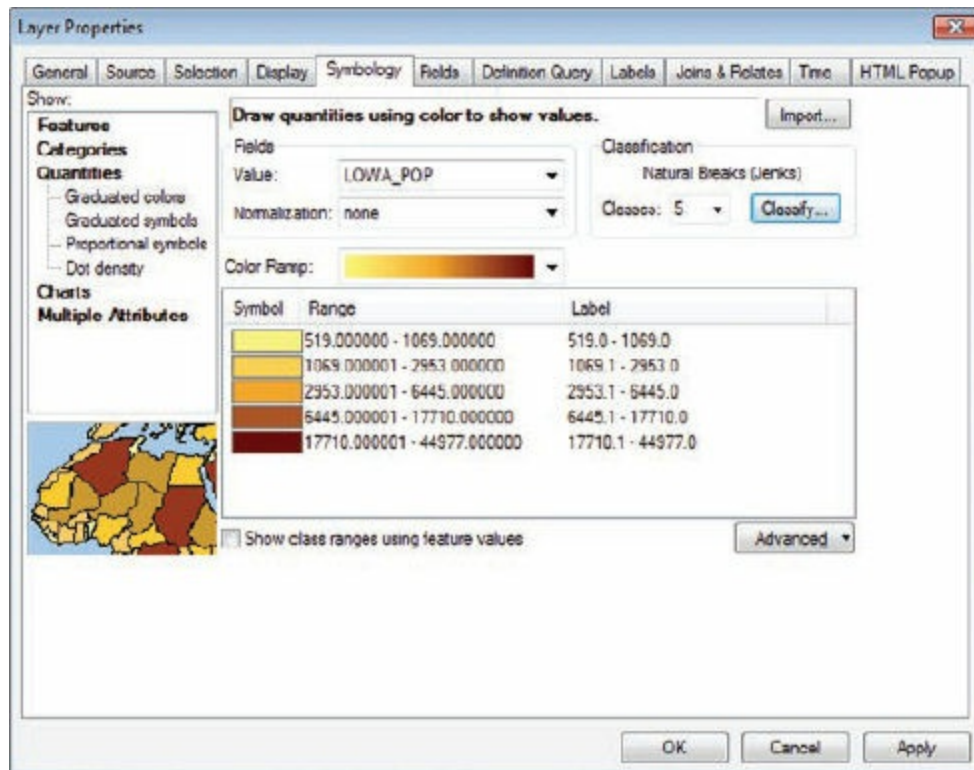 Layer Properties
General Source Selection Display Symbology Fields Definition Query Labels Joins & Relates Time HTML Popup
Show:
Features
Categories
Quantities
Graduated colors
Graduated symbols
Proportional symbols
Dot density
Charts
Multiple Attributes
Draw quantities using color to show values.
Import...
Fields
Value: LOWA_POP
Normalization: none
Classification
Natural Breaks (Jenks)
Classes: 5 Classify...
Color Ramp:
Symbol Range Label
519.000000 - 1069.000000 519.0 - 1069.0
1069.000001 - 2953.000000 1069.1 - 2953.0
2953.000001 - 6445.000000 2953.1 - 6445.0
6445.000001 - 17710.000000 6445.1 - 17710.0
17710.000001 - 44977.000000 17710.1 - 44977.0
Show class ranges using feature values
Advanced
OK Cancel Apply